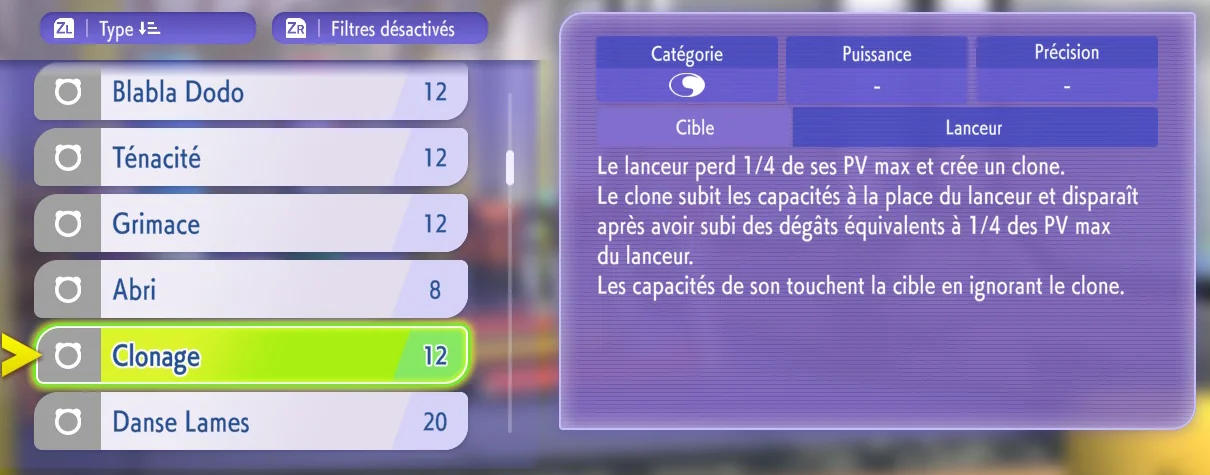 ZL Type
ZR Filtres désactivés
Blabla Dodo 12
Ténacité 12
Grimace 12
Abri 8
Clonage 12
Danse Lames 20
Catégorie Puissance Précision
- -
Cible Lanceur
Le lanceur perd 1/4 de ses PV max et crée un clone.
Le clone subit les capacités à la place du lanceur et disparaît
après avoir subi des dégâts équivalents à 1/4 des PV max
du lanceur.
Les capacités de son touchent la cible en ignorant le clone.